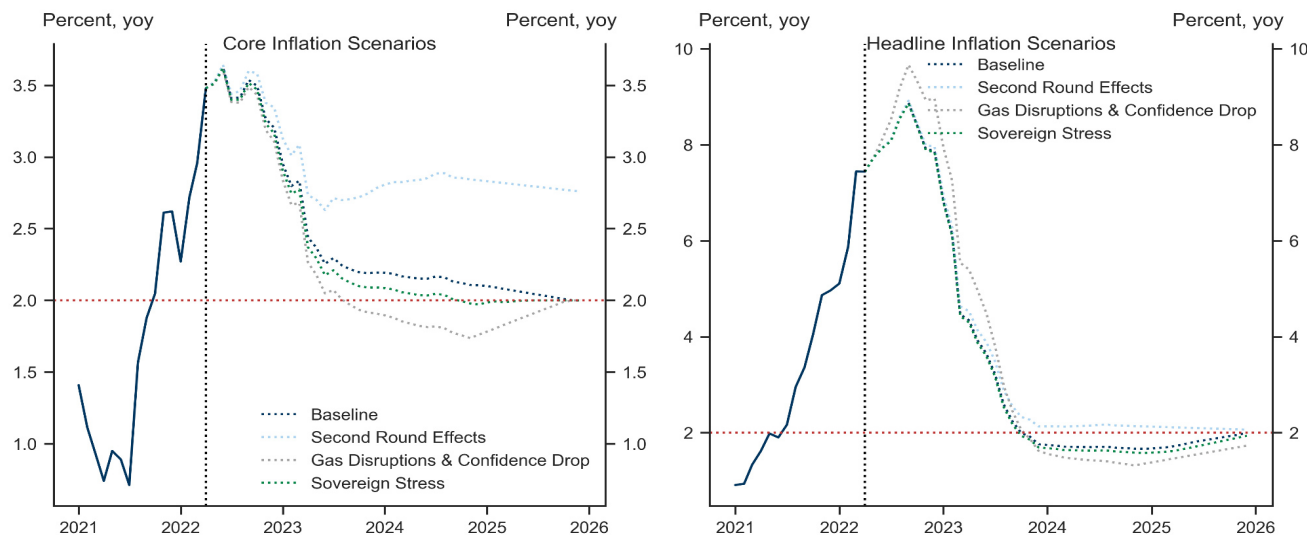 Percent, yoy
Percent, yoy
Core Inflation Scenarios
3.5
3.0
2.5
2.0
1.5
1.0
3.5
3.0
2.5
2.0
1.5
1.0
Baseline
Second Round Effects
Gas Disruptions & Confidence Drop
Sovereign Stress
2021 2022 2023 2024 2025 2026
Percent, yoy
Percent, yoy
Headline Inflation Scenarios
Baseline
Second Round Effects
Gas Disruptions & Confidence Drop
Sovereign Stress
10
8
6
4
2
10
8
6
4
2
2021 2022 2023 2024 2025 2026